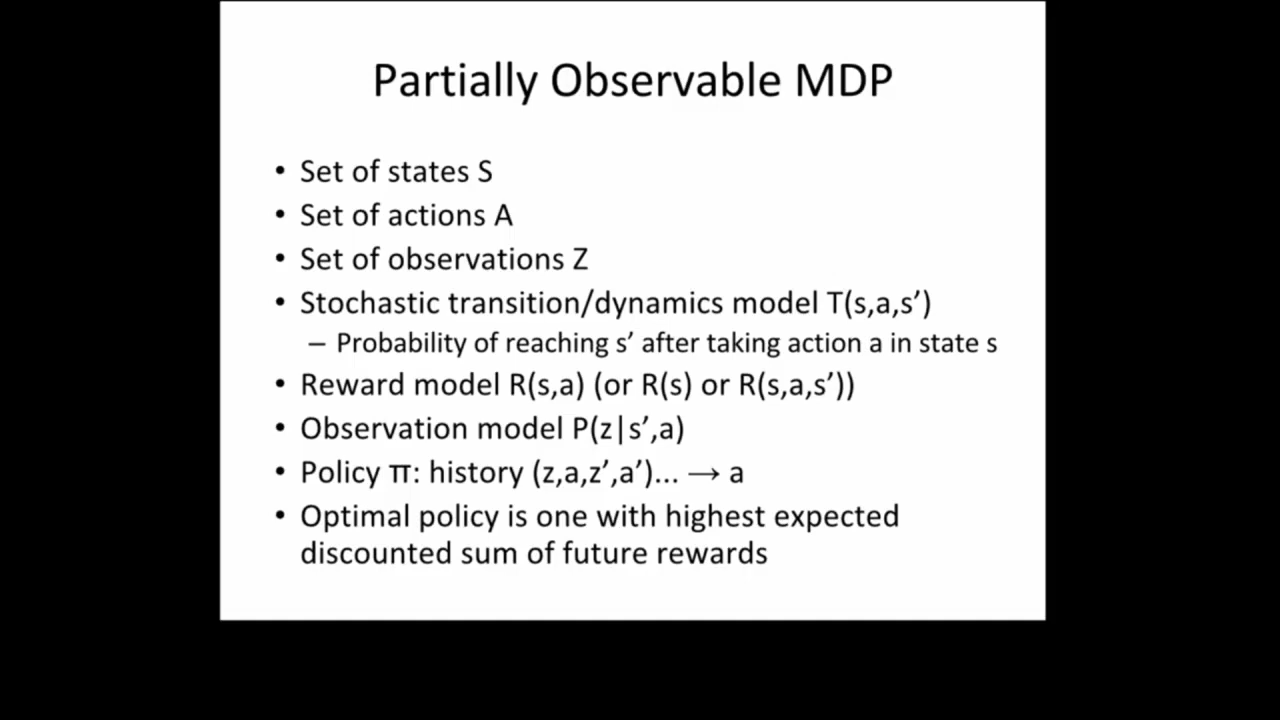 Partially Observable MDP
• Set of states S
• Set of actions A
• Set of observations Z
• Stochastic transition/dynamics model T(s,a,s’)
– Probability of reaching s’ after taking action a in state s
• Reward model R(s,a) (or R(s) or R(s,a,s’))
• Observation model P(z|s’,a)
• Policy π: history (z,a,z’,a’)... → a
• Optimal policy is one with highest expected
discounted sum of future rewards